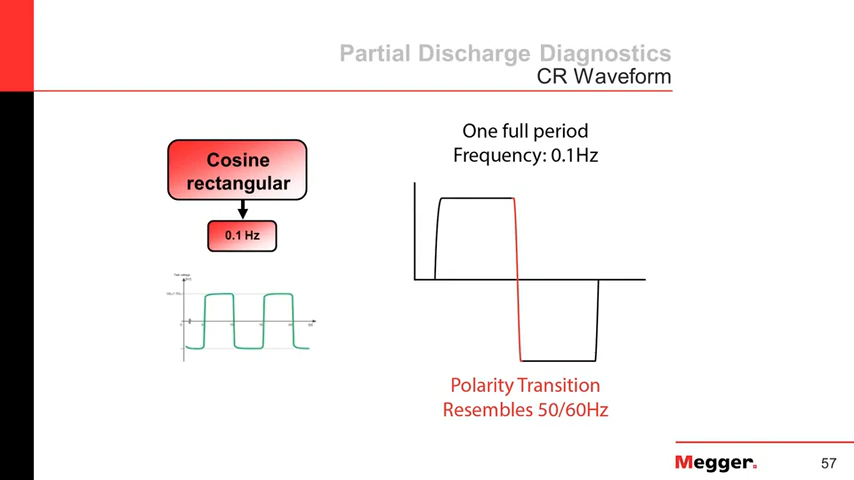 Partial Discharge Diagnostics
CR Waveform
One full period
Frequency: 0.1Hz
Cosine
rectangular
0.1 Hz
Polarity Transition
Resembles 50/60Hz
Megger.
57